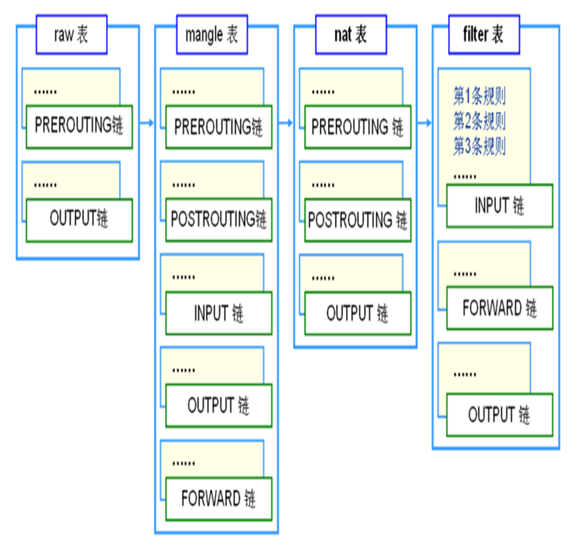 raw 表
......
PREROUTING链
......
OUTPUT链
mangle 表
......
PREROUTING链
......
POSTROUTING链
......
INPUT 链
......
OUTPUT 链
......
FORWARD 链
nat 表
......
PREROUTING 链
......
POSTROUTING 链
......
OUTPUT 链
filter 表
第1条规则
第2条规则
第3条规则
......
INPUT 链
......
FORWARD 链
......
OUTPUT 链